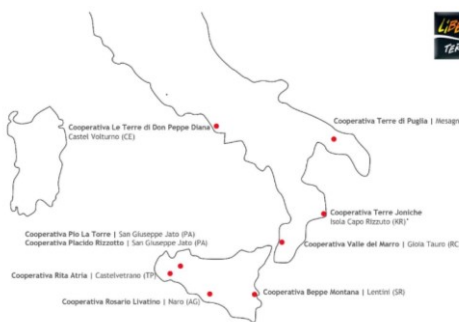 LIBE
TER
Cooperativa Le Terre di Don Peppe Diana
Castel Volturno (CE)
Cooperativa Terre di Puglia | Mesagn
Cooperativa Terre Joniche
Isola Capo Rizzuto (KR)*
Cooperativa Pio La Torre | San Giuseppe Jato (PA)
Cooperativa Placido Rizzotto | San Giuseppe Jato (PA)
Cooperativa Valle del Marro | Gioia Tauro (RC
Cooperativa Rita Atria | Castelvetrano (TP)
Cooperativa Rosario Livatino | Naro (AG)
Cooperativa Beppe Montana | Lentini (SR)